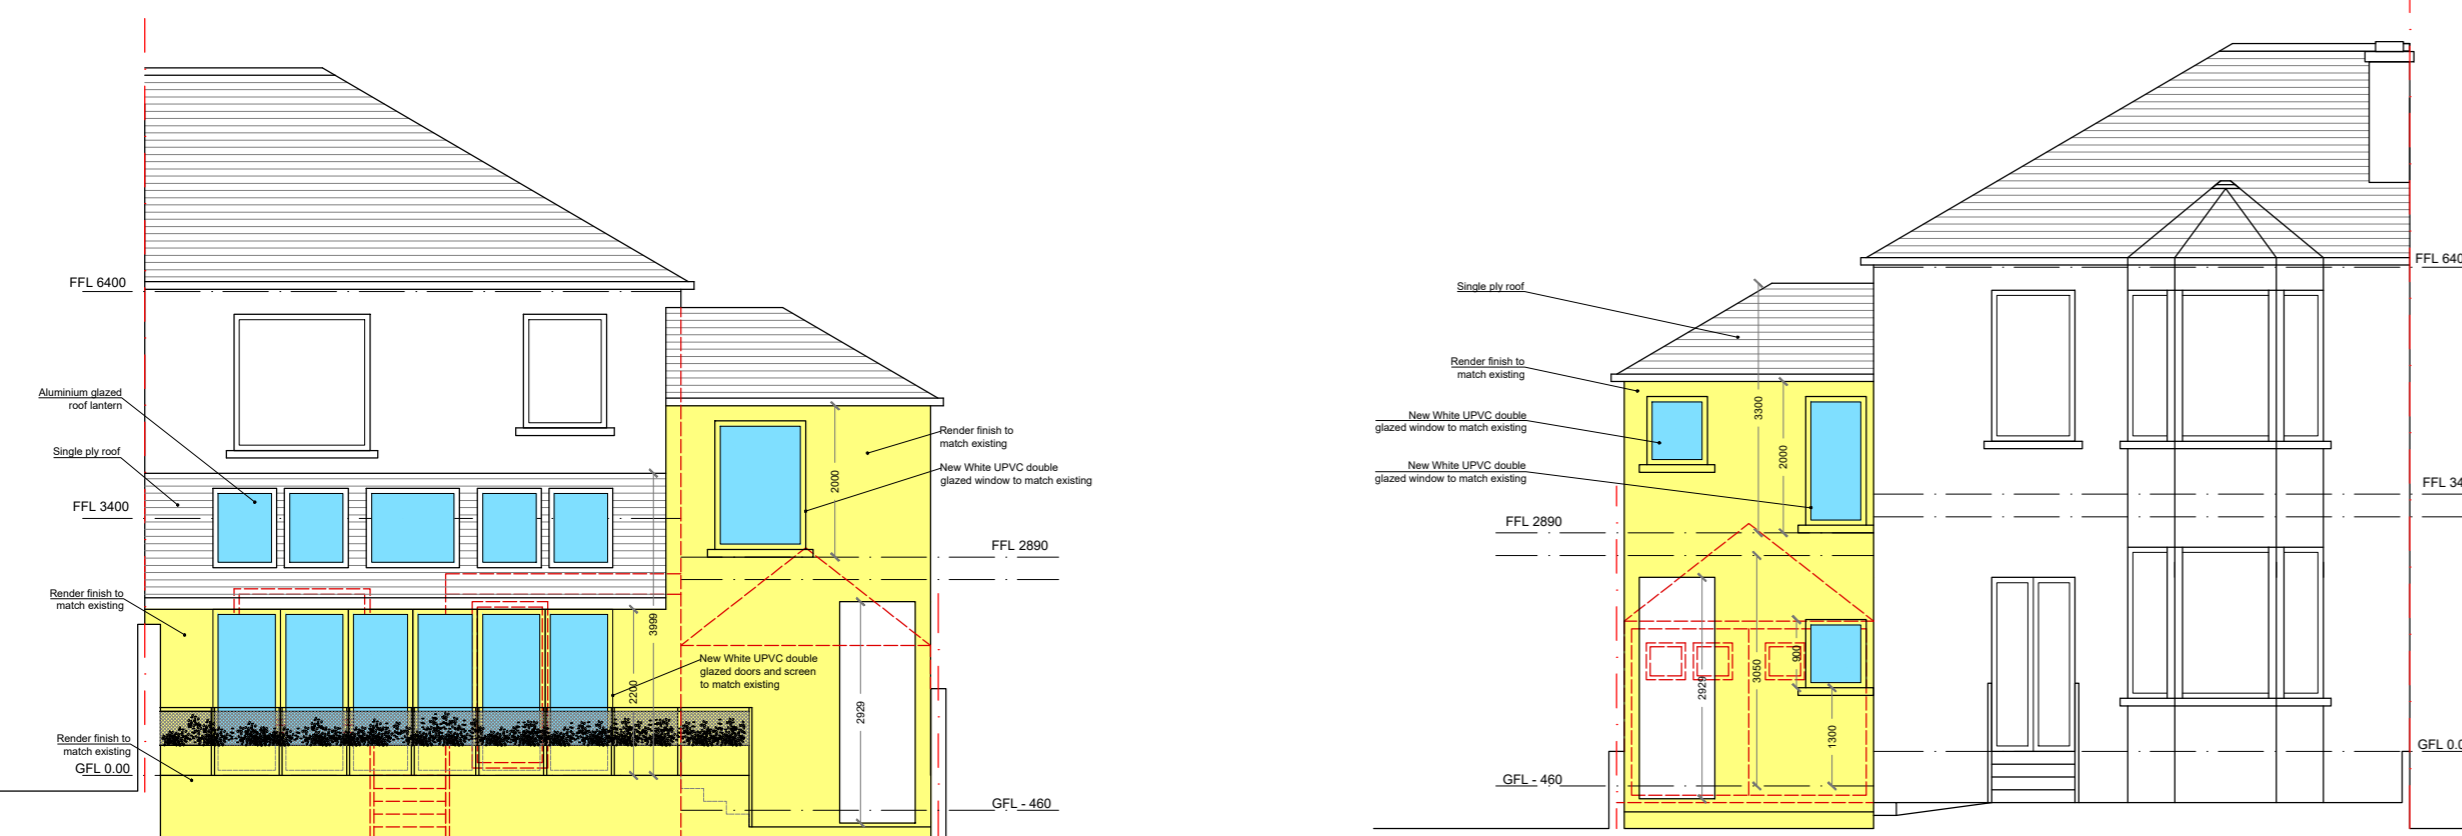 FFL 6400
Aluminium glazed
roof lantern
Single ply roof
FFL 3400
Render finish to
match existing
Render finish to
match existing
GFL 0.00
2000
Render finish to
match existing
New White UPVC double
glazed window to match existing
FFL 2890
3999
2200
New White UPVC double
glazed doors and screen
to match existing
2929
GFL - 460
Single ply roof
Render finish to
match existing
New White UPVC double
glazed window to match existing
New White UPVC double
glazed window to match existing
FFL 2890
GFL - 460
3300
2000
2929
3050
900
1300
FFL 640
FFL 34
GFL 0.0